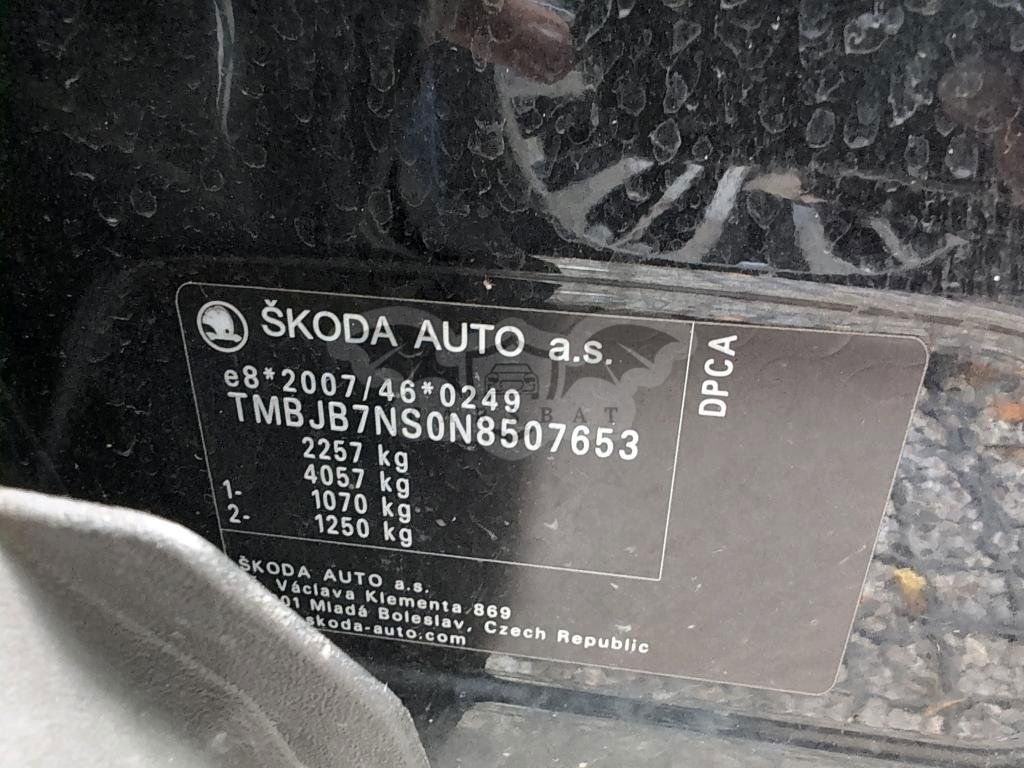 ŠKODA AUTO a.s.
e8*2007/46*0249
TMBJB7NS0N8507653
2257 kg
4057 kg
1- 1070 kg
2- 1250 kg
DPCA
ŠKODA AUTO a.s.
Václava Klementa 869
01 Mladá Boleslav, Czech Republic
skoda-auto.com